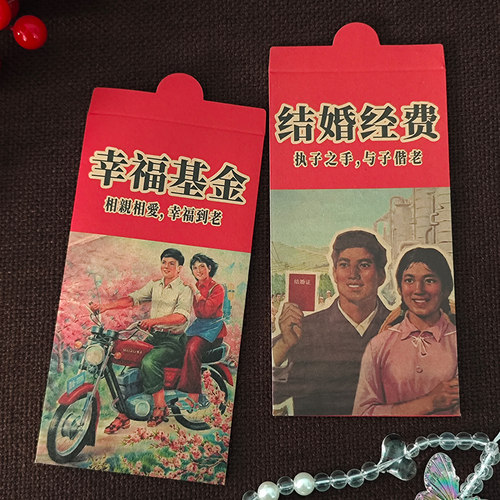 幸福基金
相親相愛,幸福到老
结婚经费
执子之手,与子偕老
结婚证